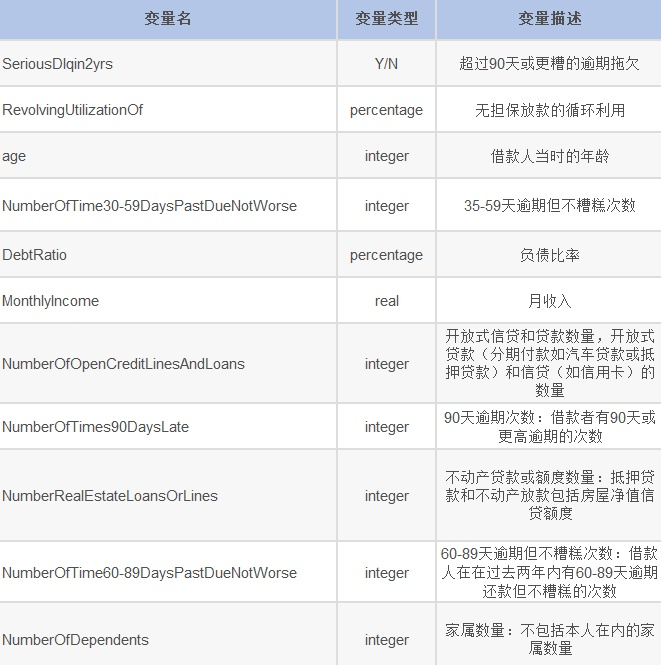 变量名 变量类型 变量描述
SeriousDlqin2yrs Y/N 超过90天或更糟的逾期拖欠
RevolvingUtilizationOf percentage 无担保放款的循环利用
age integer 借款人当时的年龄
NumberOfTime30-59DaysPastDueNotWorse integer 35-59天逾期但不糟糕次数
DebtRatio percentage 负债比率
MonthlyIncome real 月收入
NumberOfOpenCreditLinesAndLoans integer 开放式信贷和贷款数量，开放式
贷款（分期付款如汽车贷款或抵
押贷款）和信贷（如信用卡）的
数量
NumberOfTimes90DaysLate integer 90天逾期次数：借款者有90天或
更高逾期的次数
NumberRealEstateLoansOrLines integer 不动产贷款或额度数量：抵押贷
款和不动产放款包括房屋净值信
贷额度
NumberOfTime60-89DaysPastDueNotWorse integer 60-89天逾期但不糟糕次数：借款
人在在过去两年内有60-89天逾期
还款但不糟糕的次数
NumberOfDependents integer 家属数量：不包括本人在内的家
属数量